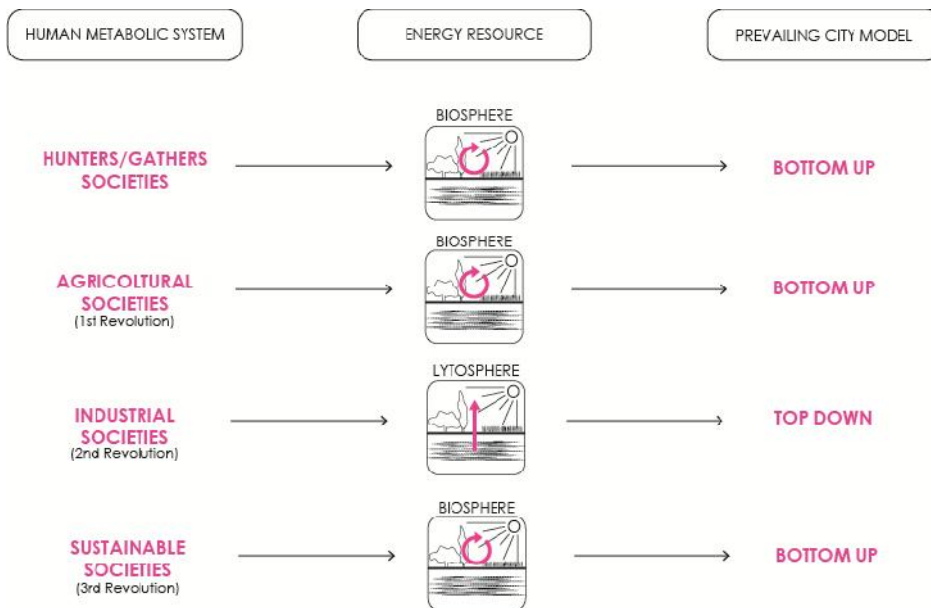 HUMAN METABOLIC SYSTEM
ENERGY RESOURCE
PREVAILING CITY MODEL
BIOSPHERE
HUNTERS/GATHERS
SOCIETIES
BOTTOM UP
BIOSPHERE
AGRICOLTURAL
SOCIETIES
(1st Revolution)
BOTTOM UP
LYTOSPHERE
INDUSTRIAL
SOCIETIES
(2nd Revolution)
TOP DOWN
BIOSPHERE
SUSTAINABLE
SOCIETIES
(3rd Revolution)
BOTTOM UP